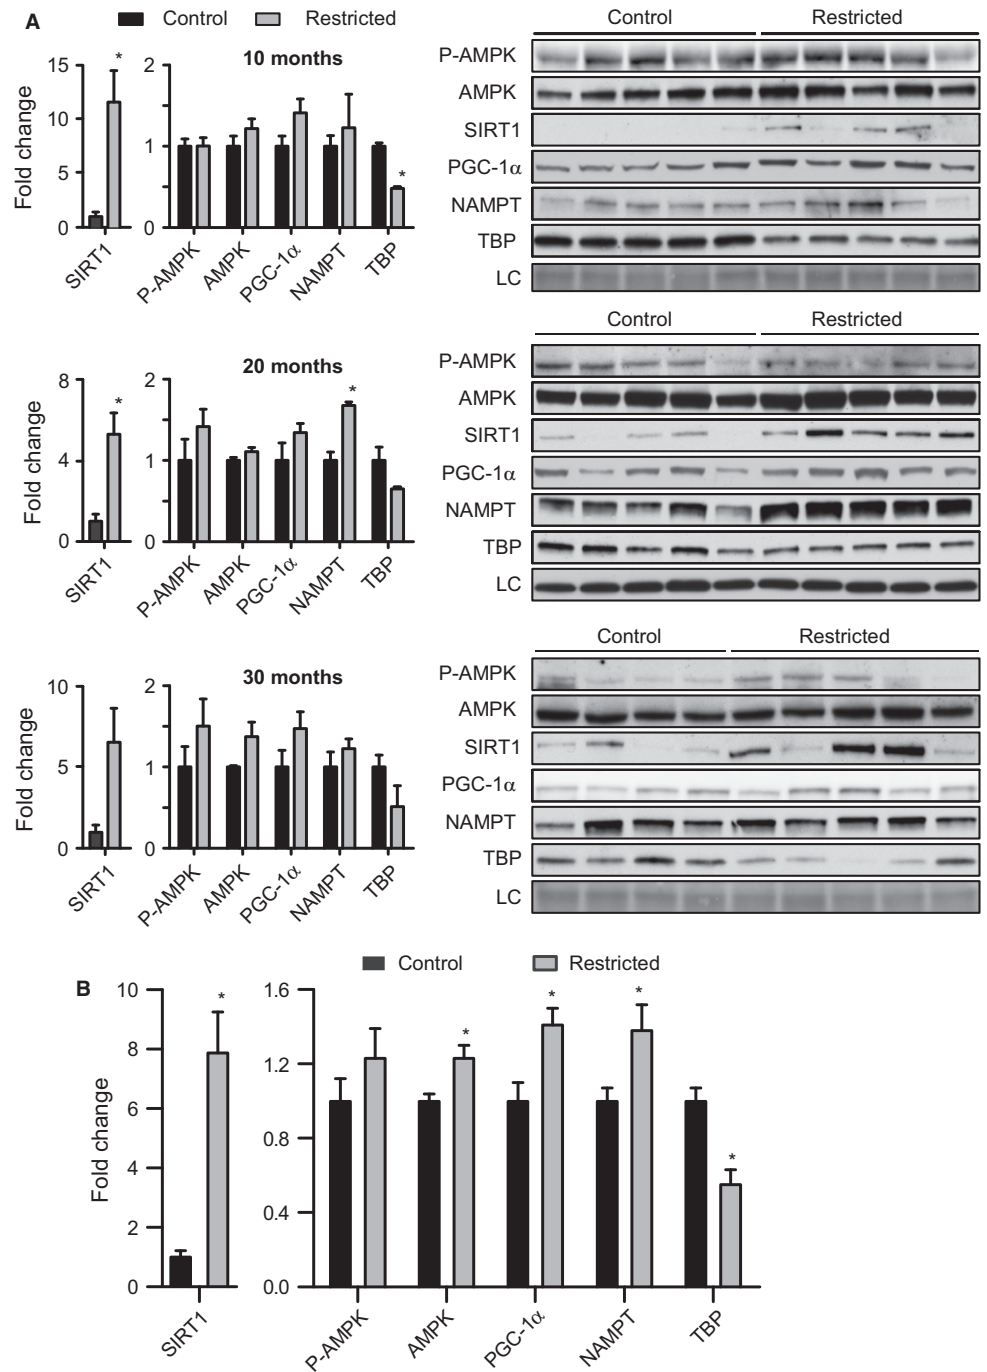 A
Control
Restricted
10 months
Fold change
15
10
5
0
2
1
0
*
*
SIRT1
P-AMPK
AMPK
PGC-1α
NAMPT
TBP
Control
Restricted
P-AMPK
AMPK
SIRT1
PGC-1α
NAMPT
TBP
LC
20 months
Fold change
8
4
0
2
1
0
*
*
SIRT1
P-AMPK
AMPK
PGC-1α
NAMPT
TBP
Control
Restricted
P-AMPK
AMPK
SIRT1
PGC-1α
NAMPT
TBP
LC
30 months
Fold change
10
5
0
2
1
0
SIRT1
P-AMPK
AMPK
PGC-1α
NAMPT
TBP
Control
Restricted
P-AMPK
AMPK
SIRT1
PGC-1α
NAMPT
TBP
LC
B
Control
Restricted
Fold change
10
8
6
4
2
0
*
SIRT1
1.6
1.2
0.8
0.4
0.0
*
*
*
*
P-AMPK
AMPK
PGC-1α
NAMPT
TBP